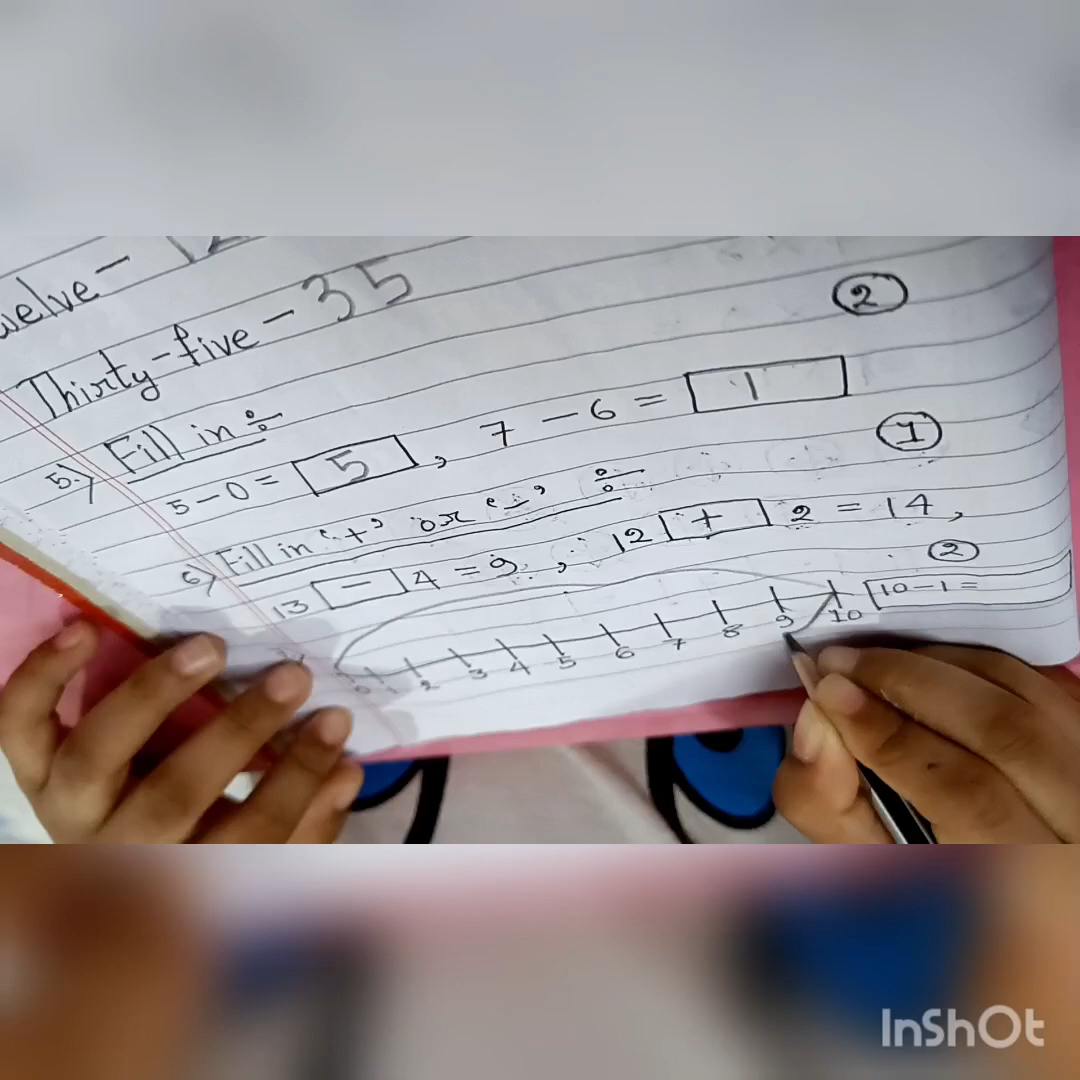 welve - 12
Thirty-five - 35
2
5.) Fill in :-
5 - 0 = 5 , 7 - 6 = 1
1
6) Fill in '+' or '-' :-
13 - 4 = 9 , 12 + 2 = 14 ,
2
0 1 2 3 4 5 6 7 8 9 10 10 - 1 =
InShOt